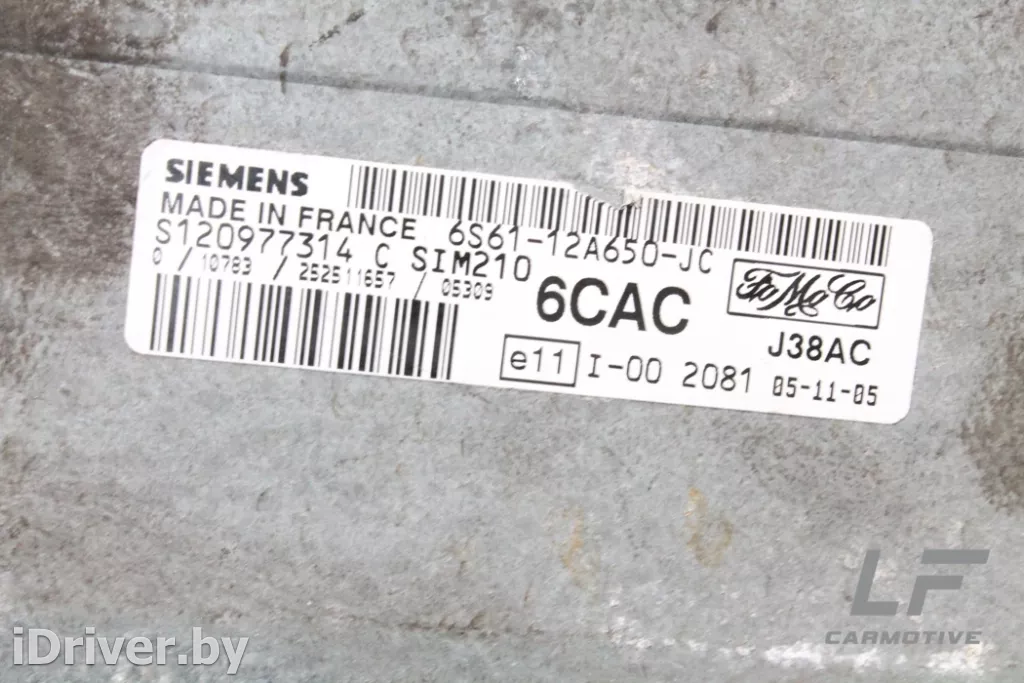 SIEMENS
MADE IN FRANCE 6S61-12A650-JC
S120977314 C SIM210
0 / 10783 / 252511657 / 05309
6CAC
FoMoCo
J38AC
e11 I-00 2081 05-11-05
LF
CARMOTIVE
iDriver.by